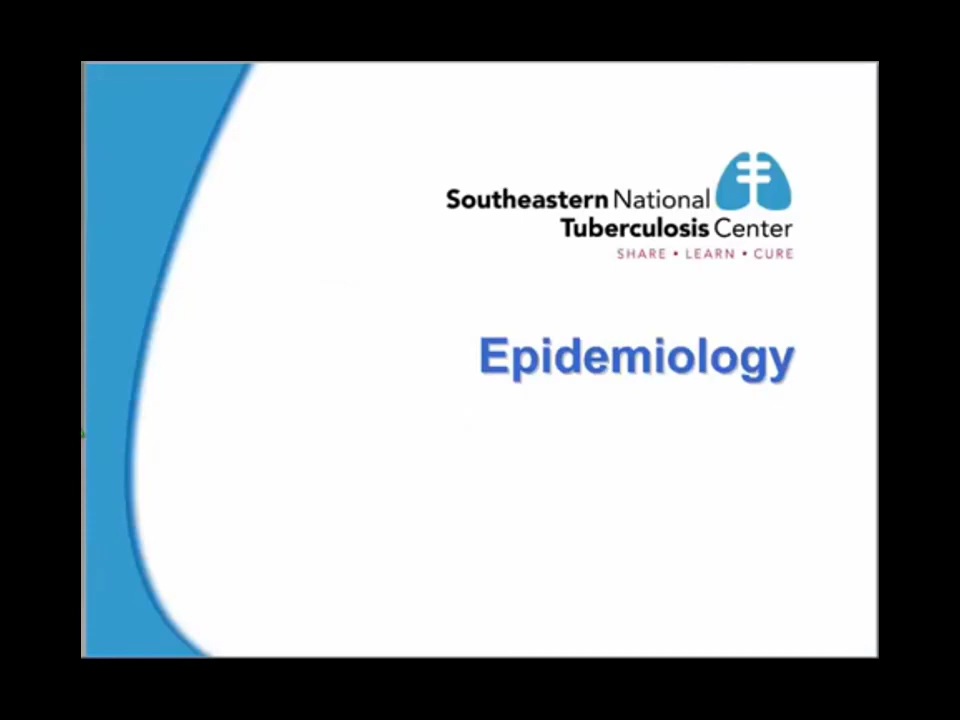 Southeastern National
Tuberculosis Center
SHARE • LEARN • CURE
Epidemiology